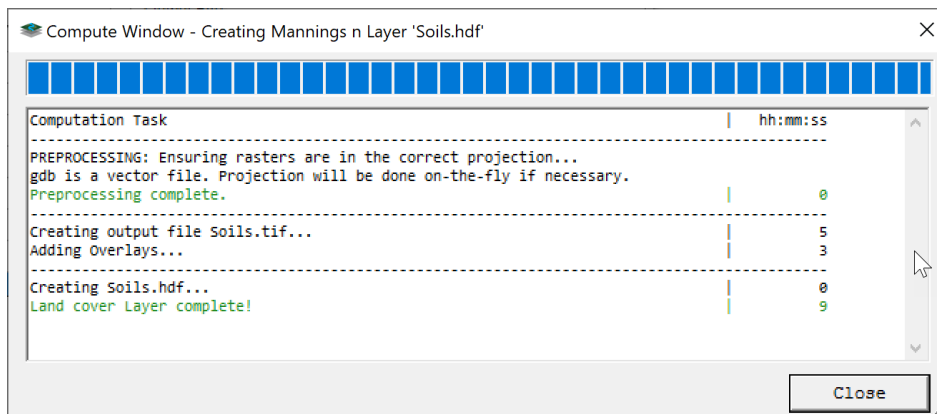 Compute Window - Creating Mannings n Layer 'Soils.hdf'
Computation Task | hh:mm:ss
--------------------------------------------------------------------------------------------------
PREPROCESSING: Ensuring rasters are in the correct projection...
gdb is a vector file. Projection will be done on-the-fly if necessary.
Preprocessing complete. | 0
--------------------------------------------------------------------------------------------------
Creating output file Soils.tif... | 5
Adding Overlays... | 3
--------------------------------------------------------------------------------------------------
Creating Soils.hdf... | 0
Land cover Layer complete! | 9
Close